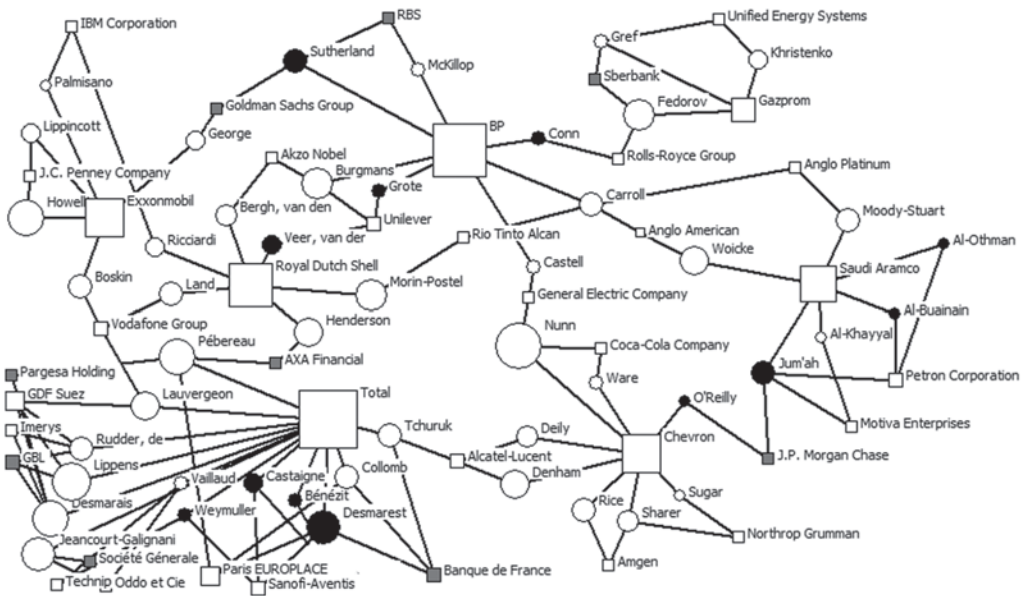 RBS
Unified Energy Systems
IBM Corporation
Gref
Sutherland
Khristenko
McKillop
Sberbank
Palmisano
Fedorov
Gazprom
Goldman Sachs Group
BP
Lippincott
George
Conn
Akzo Nobel
Rolls-Royce Group
Anglo Platinum
J.C. Penney Company
Burgmans
Grote
Carroll
Howell
Exxonmobil
Bergh, van den
Unilever
Moody-Stuart
Anglo American
Rio Tinto Alcan
Ricciardi
Veer, van der
Woicke
Al-Othman
Royal Dutch Shell
Castell
Saudi Aramco
Boskin
Land
Morin-Postel
General Electric Company
Al-Buainain
Henderson
Vodafone Group
Nunn
Al-Khayyal
Pébereau
Coca-Cola Company
AXA Financial
Jum'ah
Pargesa Holding
Petron Corporation
Ware
GDF Suez
Lauvergeon
Total
O'Reilly
Motiva Enterprises
Imerys
Tchuruk
Deily
Chevron
Rudder, de
GBL
Alcatel-Lucent
J.P. Morgan Chase
Lippens
Collomb
Denham
Vaillaud
Castaigne
Bénézit
Sugar
Desmarais
Weymuller
Desmarest
Rice
Sharer
Jeancourt-Galignani
Northrop Grumman
Société Génerale
Amgen
Paris EUROPLACE
Banque de France
Technip
Oddo et Cie
Sanofi-Aventis